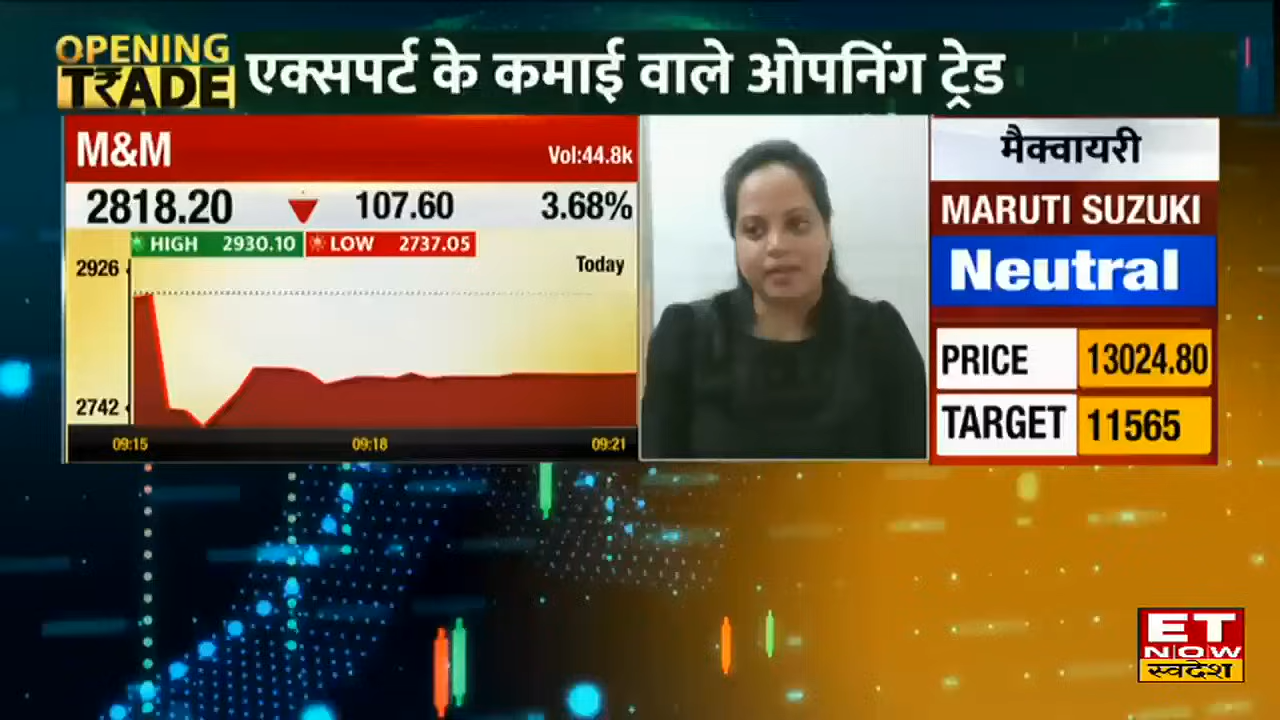 OPENING
TRADE
एक्सपर्ट के कमाई वाले ओपनिंग ट्रेड
M&M
Vol:44.8k
2818.20 ▼ 107.60 3.68%
HIGH 2930.10 LOW 2737.05
Today
2926
2742
09:15 09:18 09:21
मैक्वायरी
MARUTI SUZUKI
Neutral
PRICE 13024.80
TARGET 11565
ET
NOW
स्वदेश